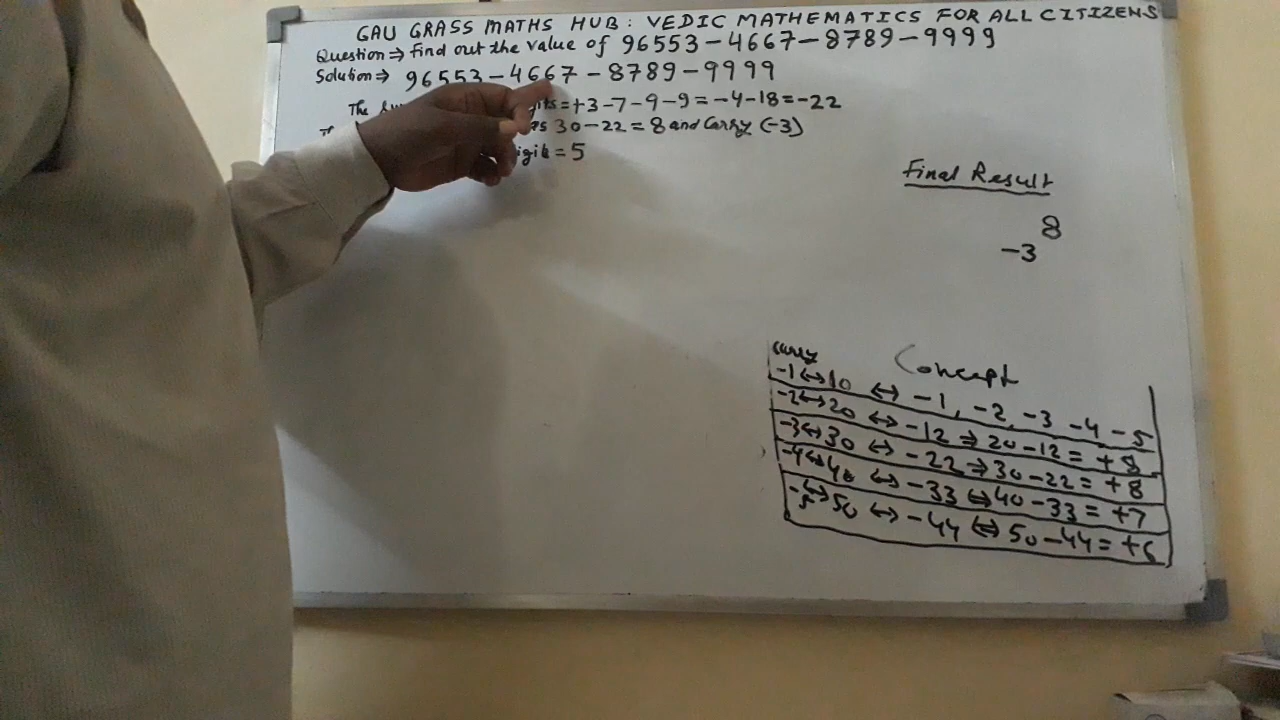 GAU GRASS MATHS HUB: VEDIC MATHEMATICS FOR ALL CITIZENS
Question⇒ find out the value of 96553-4667-8789-9999
Solution⇒ 96553-4667-8789-9999
The =+3-7-9-9=-4-18=-22
30-22=8 and Carry (-3)
=5
Final Result
8
-3
Carry Concept
-1↔10 ↔ -1, -2, -3 -4 -5
-2↔20 ↔ -12 ⇒ 20-12= +8
-3↔30 ↔ -22 ⇒ 30-22= +8
-4↔40 ↔ -33 ⇔ 40-33= +7
-5↔50 ↔ -44 ⇔ 50-44= +6